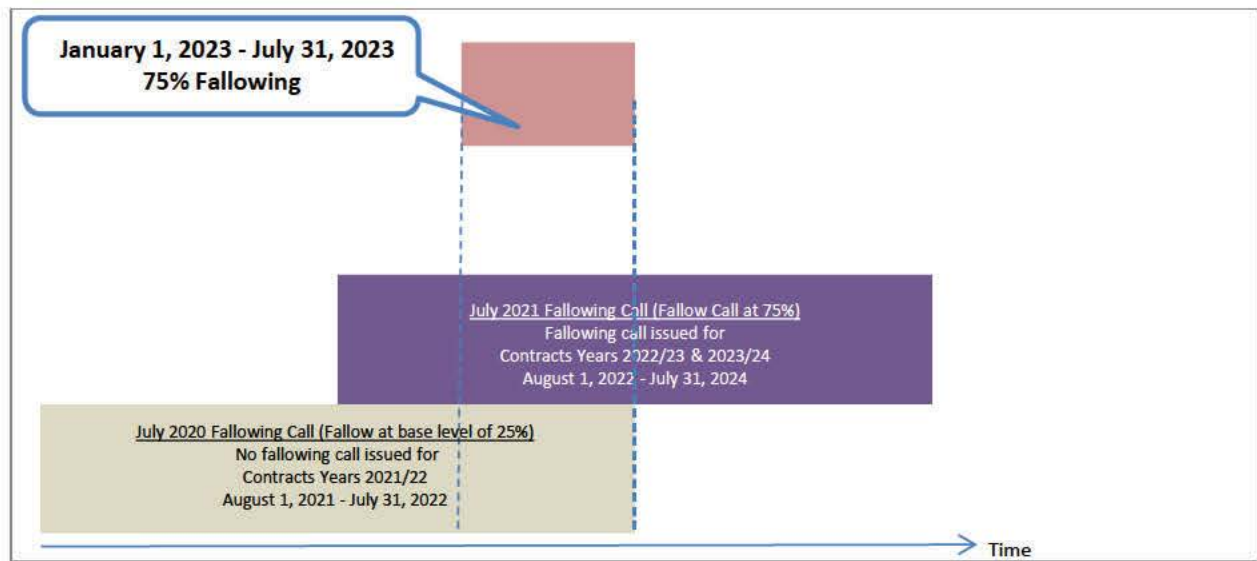 January 1, 2023 - July 31, 2023
75% Fallowing
July 2021 Fallowing Call (Fallow Call at 75%)
Fallowing call issued for
Contracts Years 2022/23 & 2023/24
August 1, 2022 - July 31, 2024
July 2020 Fallowing Call (Fallow at base level of 25%)
No fallowing call issued for
Contracts Years 2021/22
August 1, 2021 - July 31, 2022
Time